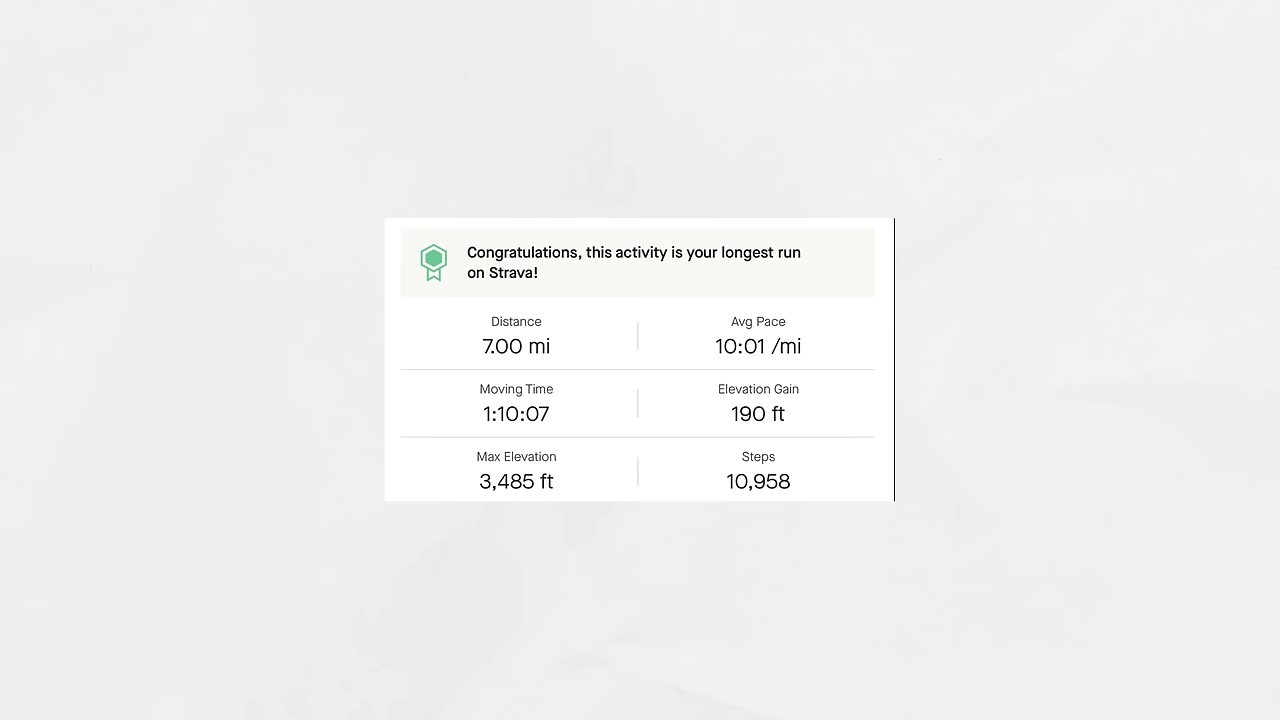 Congratulations, this activity is your longest run
on Strava!
Distance
Avg Pace
7.00 mi
10:01 /mi
Moving Time
Elevation Gain
1:10:07
190 ft
Max Elevation
Steps
3,485 ft
10,958